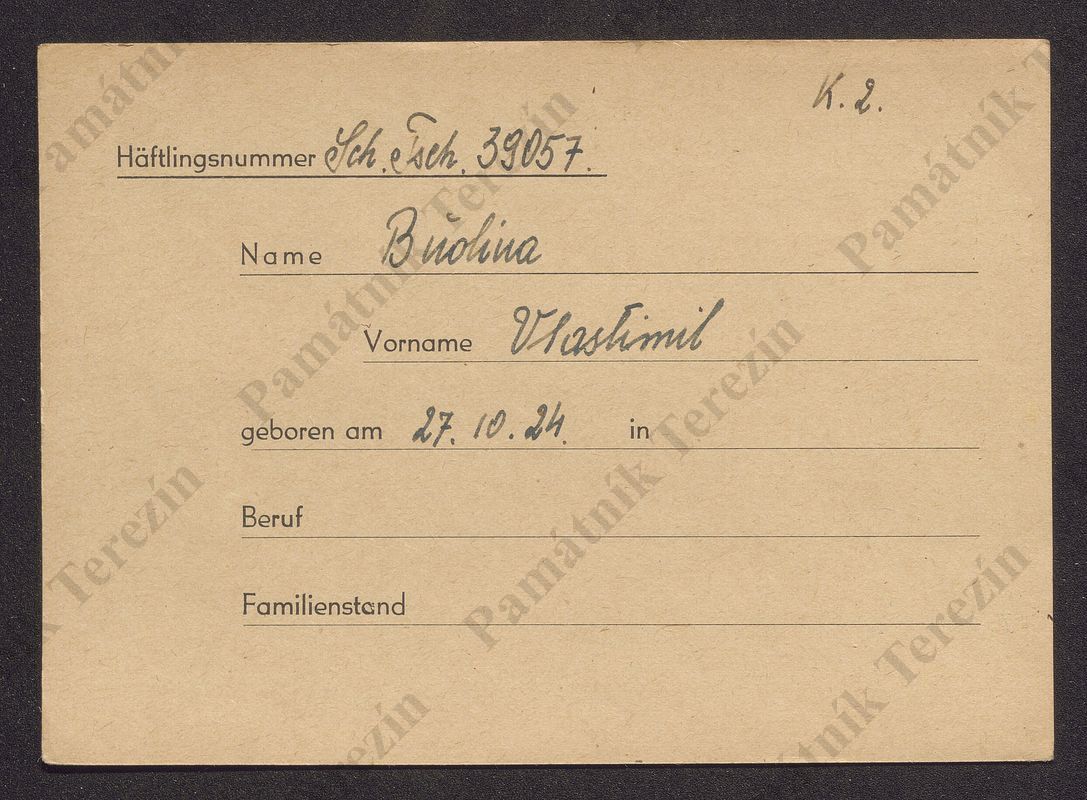 K. 2.
Häftlingsnummer Sch. Tsch. 39057.
Name Budina
Vorname Vlastimil
geboren am 27. 10. 24. in
Beruf
Familienstand
Památník Terezín